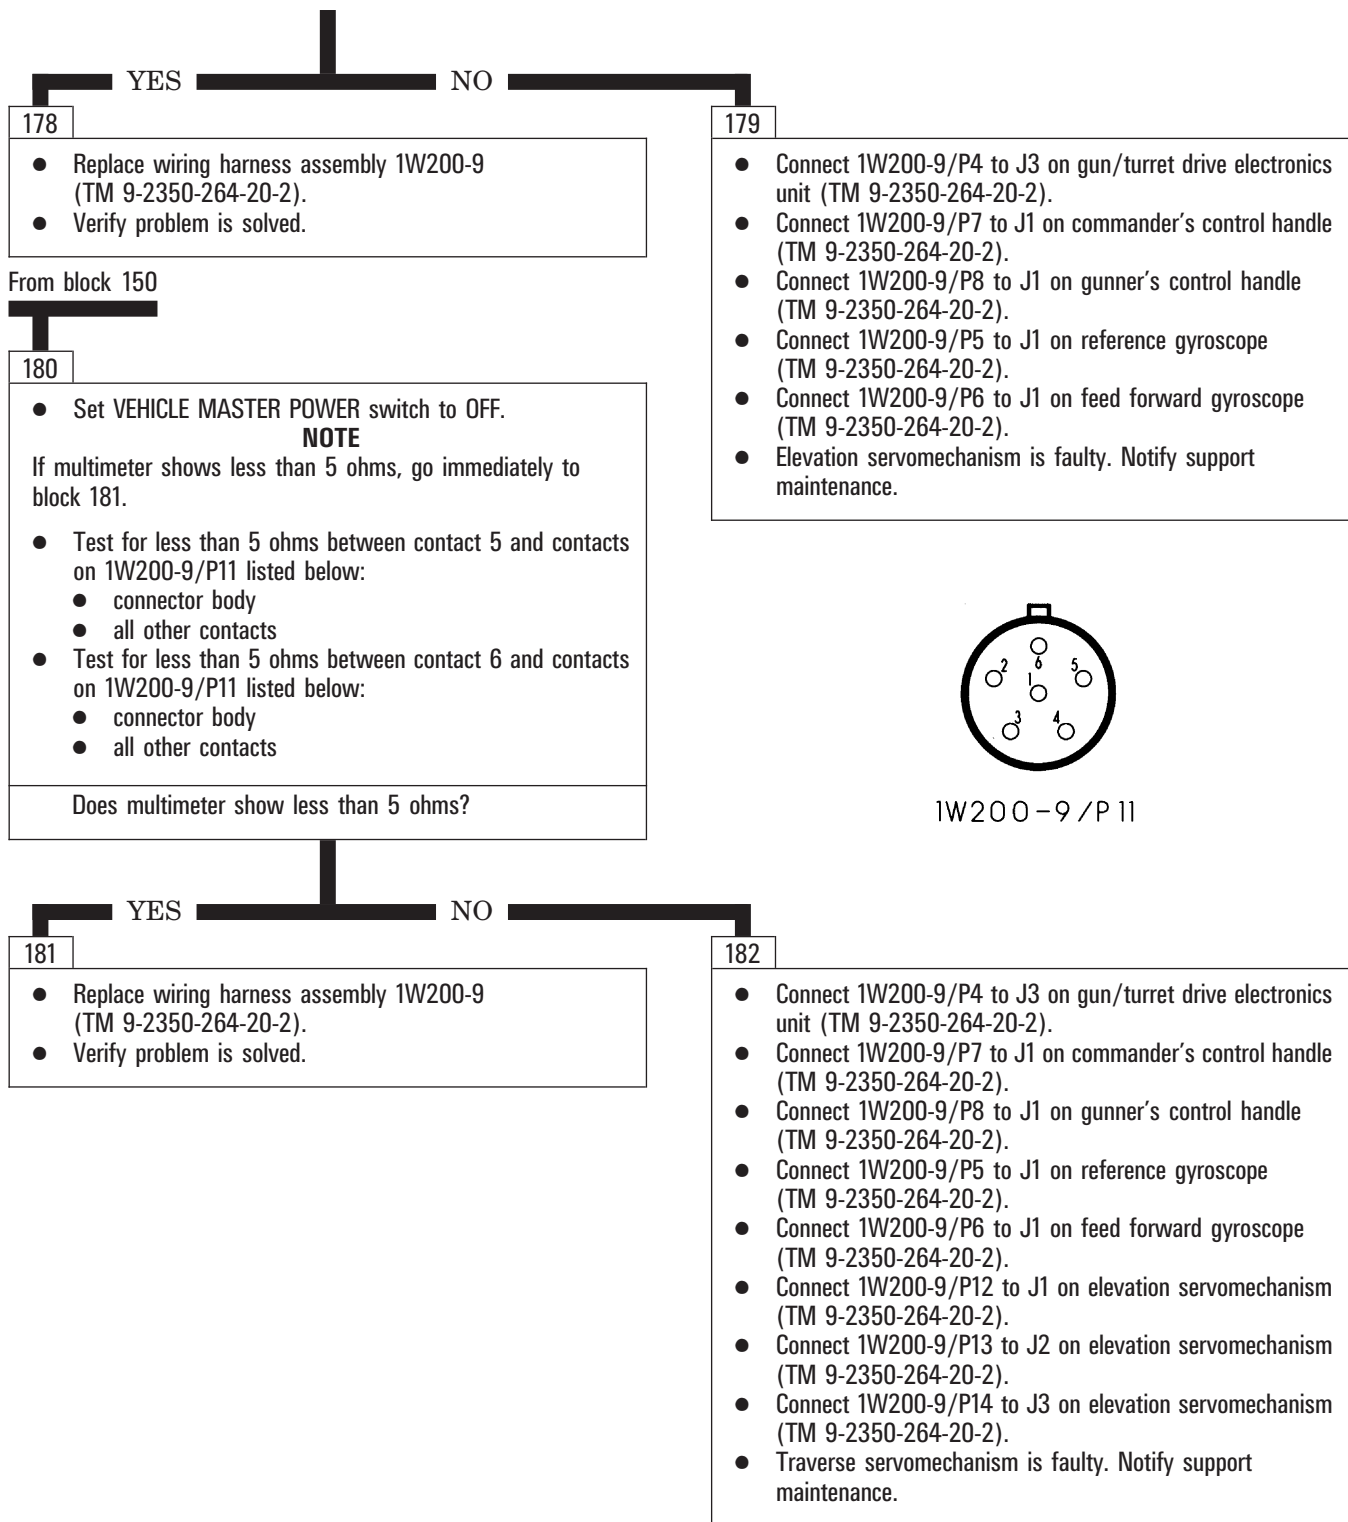 YES NO
178
● Replace wiring harness assembly 1W200-9
(TM 9-2350-264-20-2).
● Verify problem is solved.
179
● Connect 1W200-9/P4 to J3 on gun/turret drive electronics
unit (TM 9-2350-264-20-2).
● Connect 1W200-9/P7 to J1 on commander's control handle
(TM 9-2350-264-20-2).
● Connect 1W200-9/P8 to J1 on gunner's control handle
(TM 9-2350-264-20-2).
● Connect 1W200-9/P5 to J1 on reference gyroscope
(TM 9-2350-264-20-2).
● Connect 1W200-9/P6 to J1 on feed forward gyroscope
(TM 9-2350-264-20-2).
● Elevation servomechanism is faulty. Notify support
maintenance.
From block 150
180
● Set VEHICLE MASTER POWER switch to OFF.
NOTE
If multimeter shows less than 5 ohms, go immediately to
block 181.
● Test for less than 5 ohms between contact 5 and contacts
on 1W200-9/P11 listed below:
● connector body
● all other contacts
● Test for less than 5 ohms between contact 6 and contacts
on 1W200-9/P11 listed below:
● connector body
● all other contacts
Does multimeter show less than 5 ohms?
6
2 5
1
3 4
1W200-9/P11
YES NO
181
● Replace wiring harness assembly 1W200-9
(TM 9-2350-264-20-2).
● Verify problem is solved.
182
● Connect 1W200-9/P4 to J3 on gun/turret drive electronics
unit (TM 9-2350-264-20-2).
● Connect 1W200-9/P7 to J1 on commander's control handle
(TM 9-2350-264-20-2).
● Connect 1W200-9/P8 to J1 on gunner's control handle
(TM 9-2350-264-20-2).
● Connect 1W200-9/P5 to J1 on reference gyroscope
(TM 9-2350-264-20-2).
● Connect 1W200-9/P6 to J1 on feed forward gyroscope
(TM 9-2350-264-20-2).
● Connect 1W200-9/P12 to J1 on elevation servomechanism
(TM 9-2350-264-20-2).
● Connect 1W200-9/P13 to J2 on elevation servomechanism
(TM 9-2350-264-20-2).
● Connect 1W200-9/P14 to J3 on elevation servomechanism
(TM 9-2350-264-20-2).
● Traverse servomechanism is faulty. Notify support
maintenance.